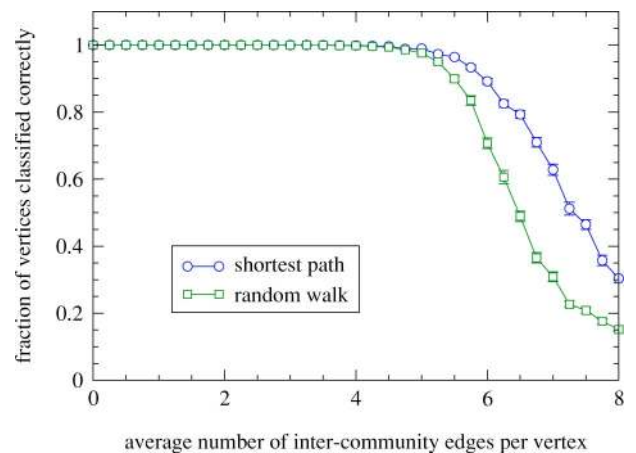 fraction of vertices classified correctly
1
0.8
0.6
0.4
0.2
0
shortest path
random walk
0 2 4 6 8
average number of inter-community edges per vertex